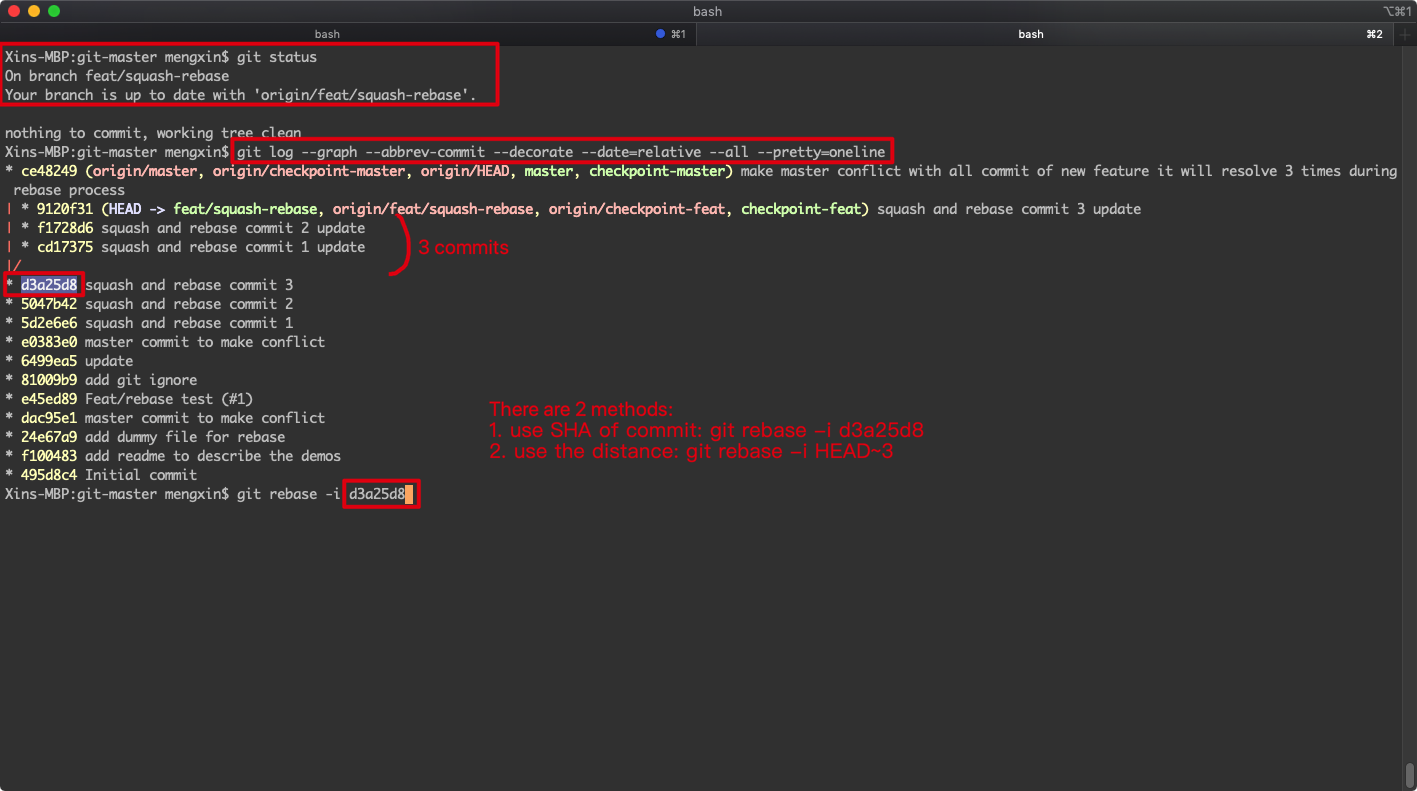 bash
⌥⌘1
bash
⌘1
bash
⌘2
Xins-MBP:git-master mengxin$ git status
On branch feat/squash-rebase
Your branch is up to date with 'origin/feat/squash-rebase'.
nothing to commit, working tree clean
Xins-MBP:git-master mengxin$ git log --graph --abbrev-commit --decorate --date=relative --all --pretty=oneline
* ce48249 (origin/master, origin/checkpoint-master, origin/HEAD, master, checkpoint-master) make master conflict with all commit of new feature it will resolve 3 times during
rebase process
| * 9120f31 (HEAD -> feat/squash-rebase, origin/feat/squash-rebase, origin/checkpoint-feat, checkpoint-feat) squash and rebase commit 3 update
| * f1728d6 squash and rebase commit 2 update
| * cd17375 squash and rebase commit 1 update
3 commits
|/
* d3a25d8 squash and rebase commit 3
* 5047b42 squash and rebase commit 2
* 5d2e6e6 squash and rebase commit 1
* e0383e0 master commit to make conflict
* 6499ea5 update
* 81009b9 add git ignore
* e45ed89 Feat/rebase test (#1)
* dac95e1 master commit to make conflict
* 24e67a9 add dummy file for rebase
* f100483 add readme to describe the demos
* 495d8c4 Initial commit
There are 2 methods:
1. use SHA of commit: git rebase -i d3a25d8
2. use the distance: git rebase -i HEAD~3
Xins-MBP:git-master mengxin$ git rebase -i d3a25d8